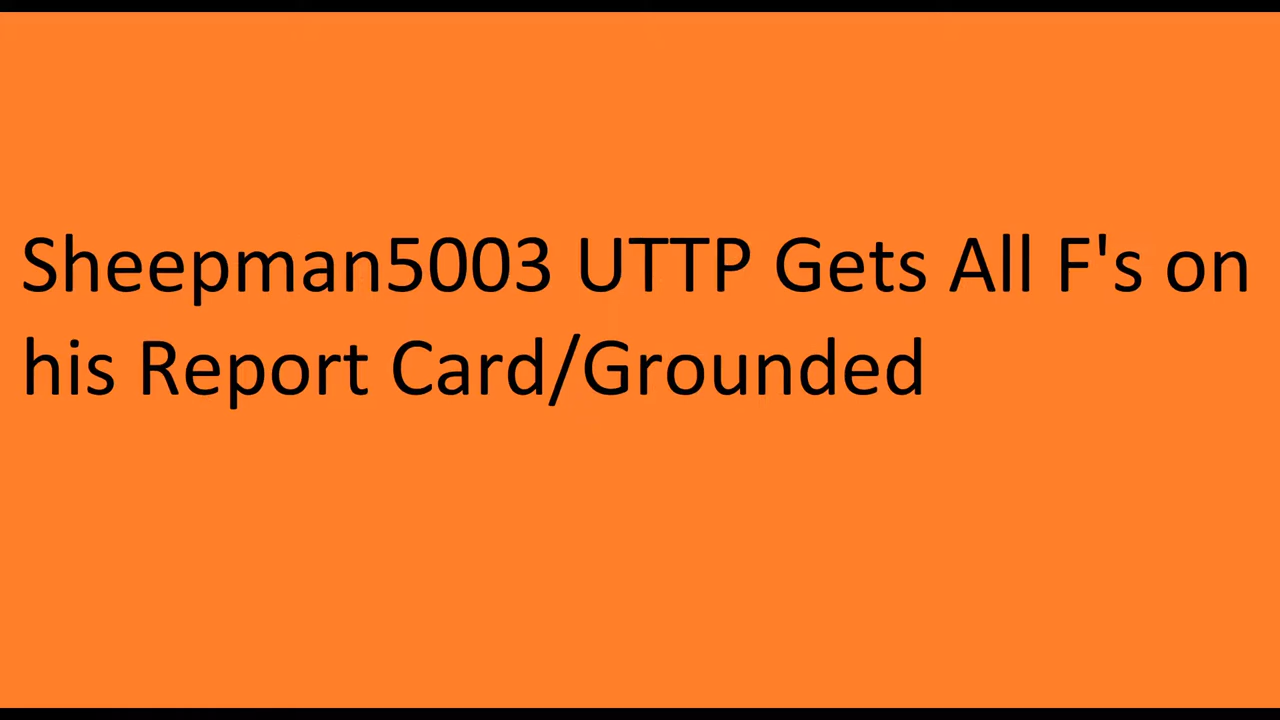 Sheepman5003 UTTP Gets All F's on
his Report Card/Grounded